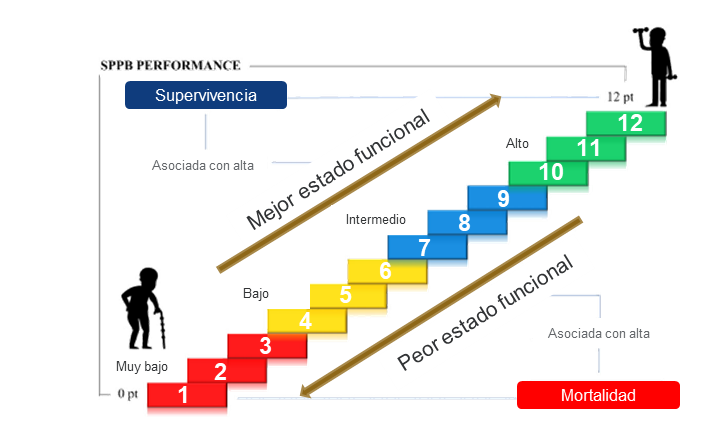 SPPB PERFORMANCE
Supervivencia
12 pt
12
Mejor estado funcional
Alto
11
Asociada con alta
10
9
Intermedio
8
7
6
Bajo
5
Peor estado funcional
4
Asociada con alta
3
Muy bajo
2
0 pt
1
Mortalidad